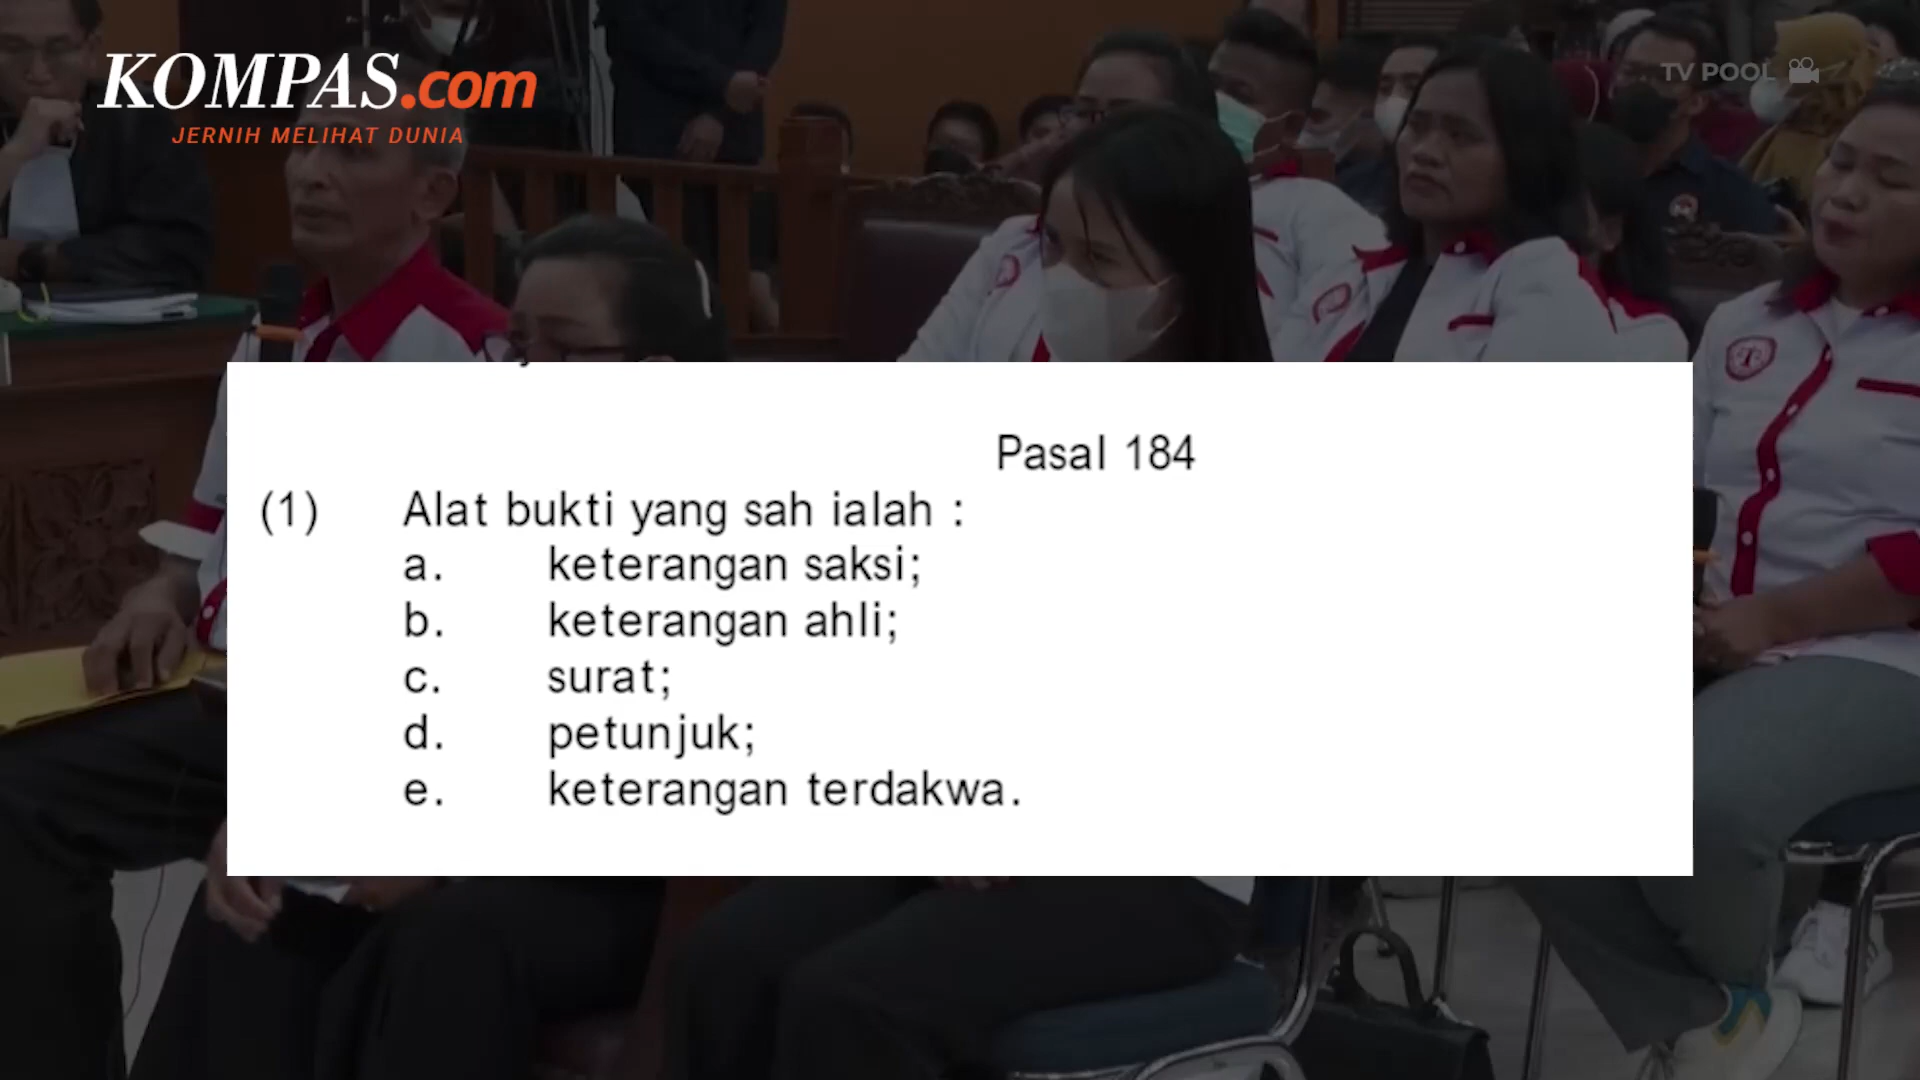 KOMPAS.com
JERNIH MELIHAT DUNIA
TV POOL
Pasal 184
(1) Alat bukti yang sah ialah :
a. keterangan saksi;
b. keterangan ahli;
c. surat;
d. petunjuk;
e. keterangan terdakwa.